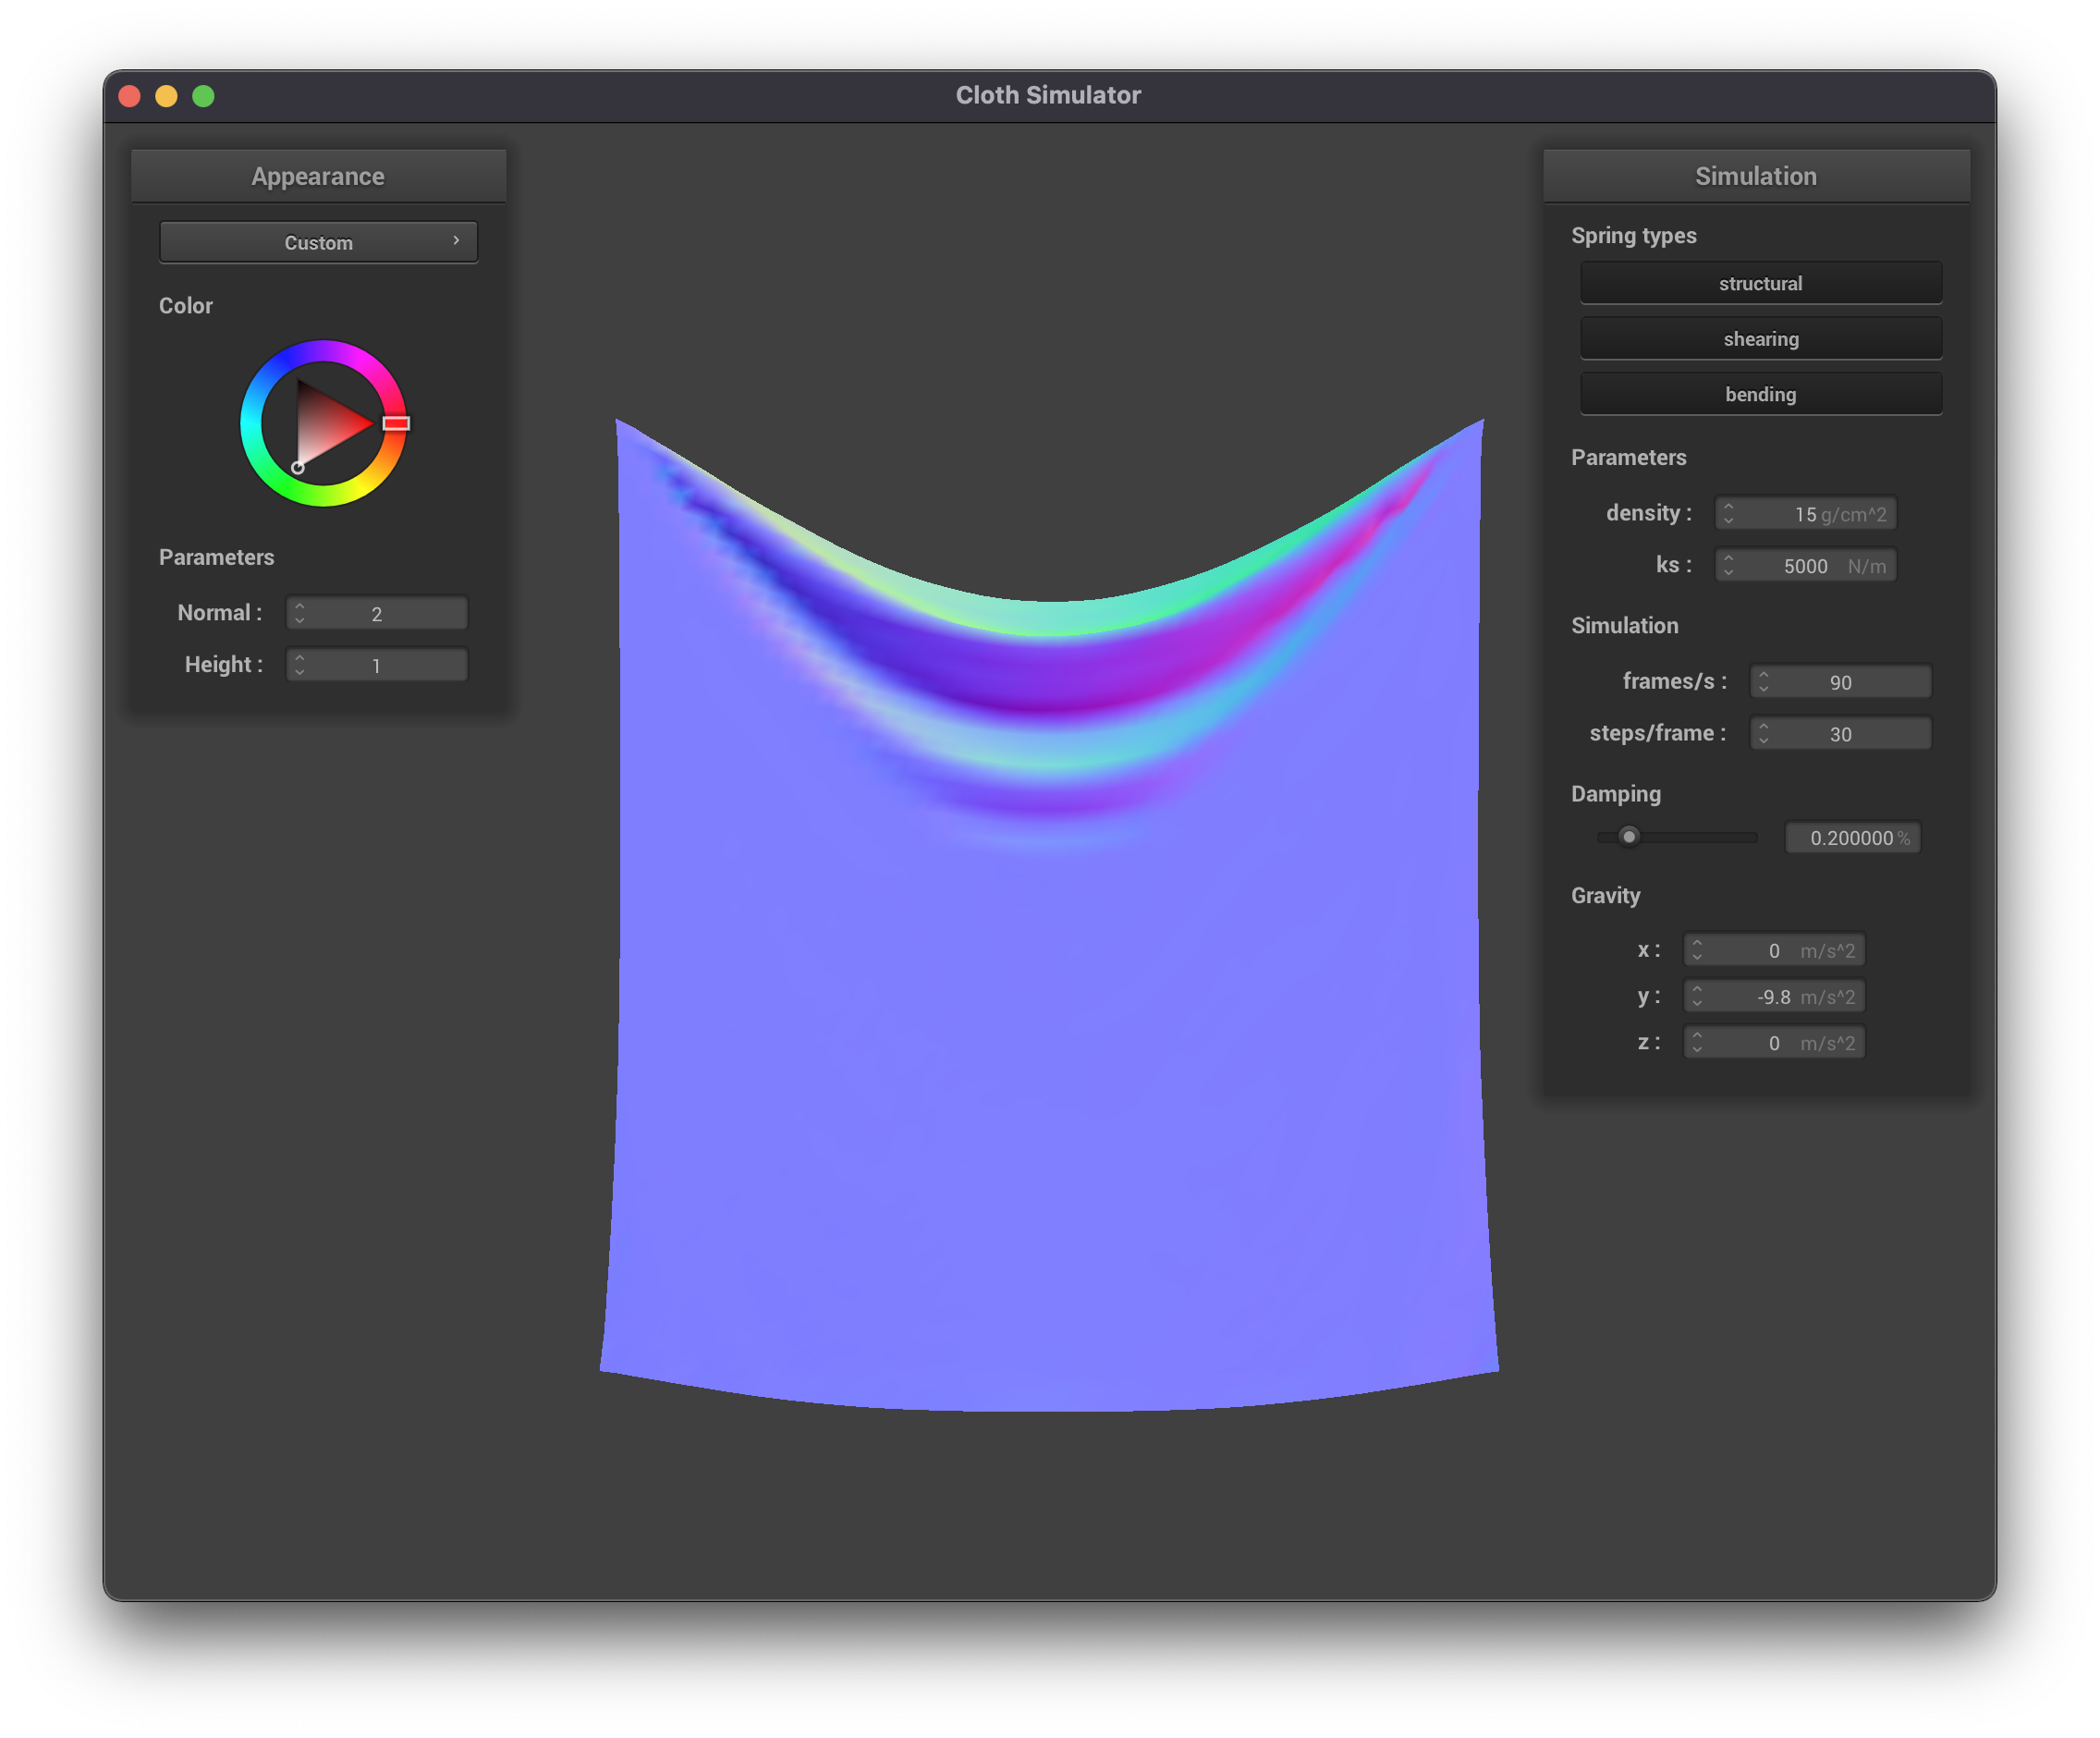 Cloth Simulator
Appearance
Custom
Color
Parameters
Normal : 2
Height : 1
Simulation
Spring types
structural
shearing
bending
Parameters
density : 15 g/cm^2
ks : 5000 N/m
Simulation
frames/s : 90
steps/frame : 30
Damping
0.200000 %
Gravity
x : 0 m/s^2
y : -9.8 m/s^2
z : 0 m/s^2